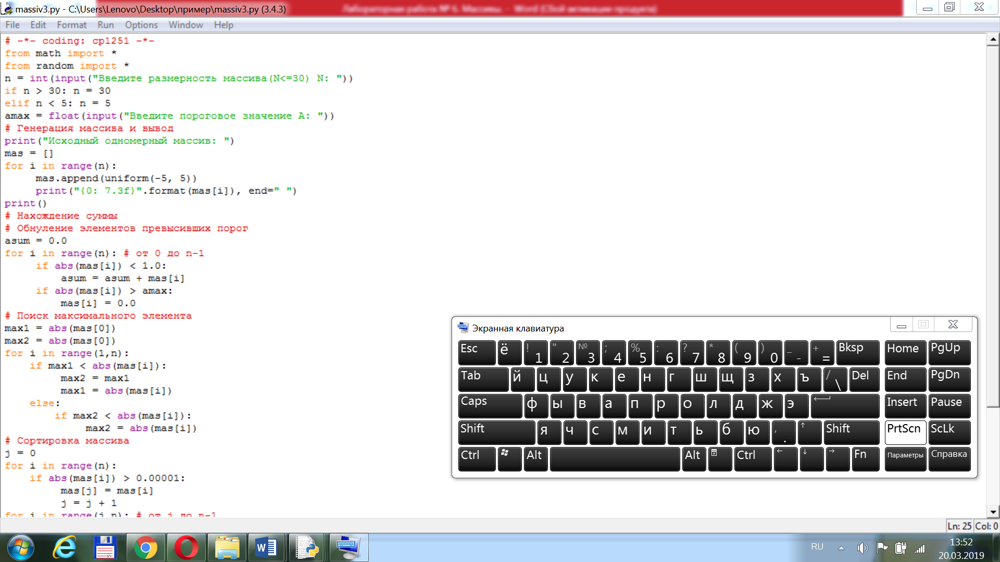 massiv3.py - C:\Users\Lenovo\Desktop\пример\massiv3.py (3.4.3)
Лабораторная работа № 6. Массивы. - Word (Сбой активации продукта)
File Edit Format Run Options Window Help
# -*- coding: cp1251 -*-
from math import *
from random import *
n = int(input("Введите размерность массива(N<=30) N: "))
if n > 30: n = 30
elif n < 5: n = 5
amax = float(input("Введите пороговое значение A: "))
# Генерация массива и вывод
print("Исходный одномерный массив: ")
mas = []
for i in range(n):
mas.append(uniform(-5, 5))
print("{0: 7.3f}".format(mas[i]), end=" ")
print()
# Нахождение суммы
# Обнуление элементов превысивших порог
asum = 0.0
for i in range(n): # от 0 до n-1
if abs(mas[i]) < 1.0:
asum = asum + mas[i]
if abs(mas[i]) > amax:
mas[i] = 0.0
# Поиск максимального элемента
max1 = abs(mas[0])
max2 = abs(mas[0])
for i in range(1,n):
if max1 < abs(mas[i]):
max2 = max1
max1 = abs(mas[i])
else:
if max2 < abs(mas[i]):
max2 = abs(mas[i])
# Сортировка массива
j = 0
for i in range(n):
if abs(mas[i]) > 0.00001:
mas[j] = mas[i]
j = j + 1
for i in range(j,n): # от j до n-1
Экранная клавиатура
Esc ё ! 1 " 2 № 3 ; 4 % 5 : 6 ? 7 * 8 ( 9 ) 0 _ - + = Bksp Home PgUp
Tab й ц у к е н г ш щ з х ъ / \ Del End PgDn
Caps ф ы в а п р о л д ж э Insert Pause
Shift я ч с м и т ь б ю , . ↑ Shift PrtScn ScLk
Ctrl Alt Alt Ctrl ← ↓ → Fn Параметры Справка
Ln: 25 Col: 0
RU
13:52
20.03.2019